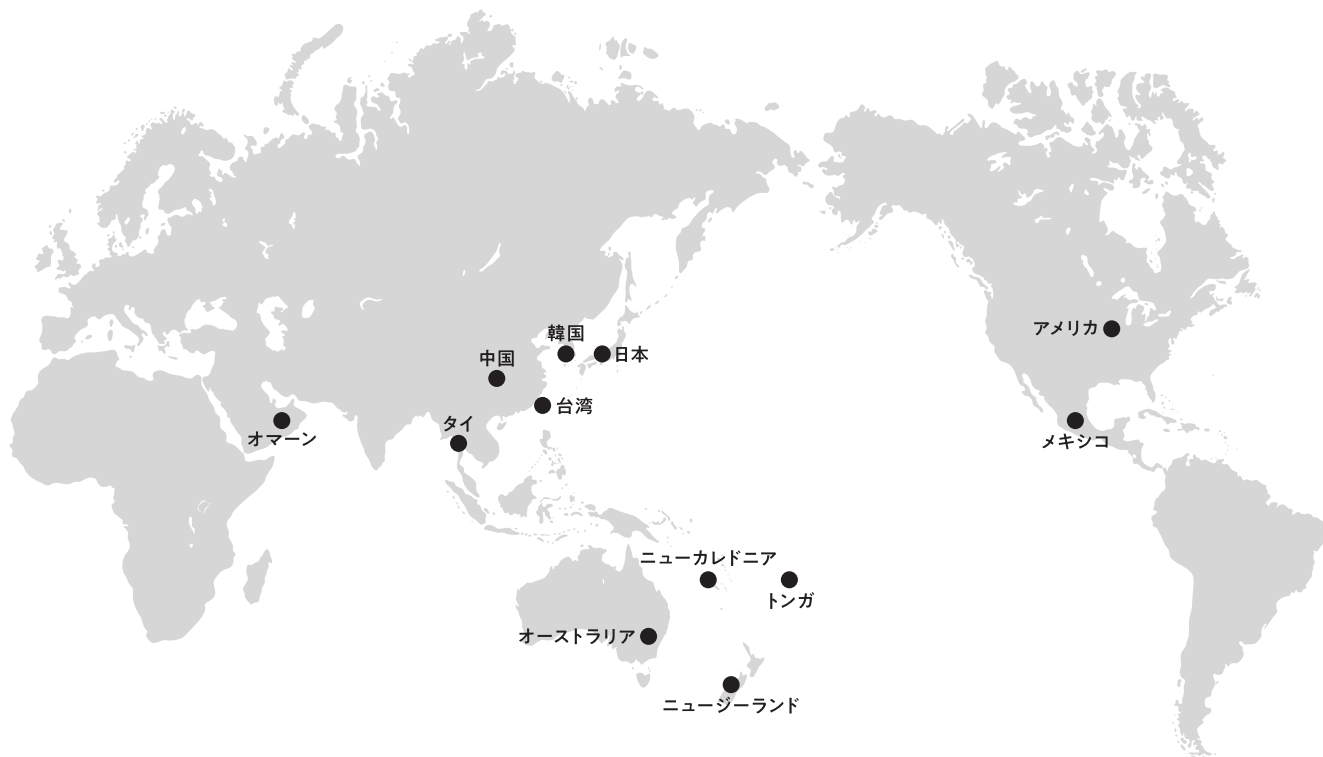 アメリカ
韓国
日本
中国
台湾
タイ
オマーン
メキシコ
ニューカレドニア
トンガ
オーストラリア
ニュージーランド